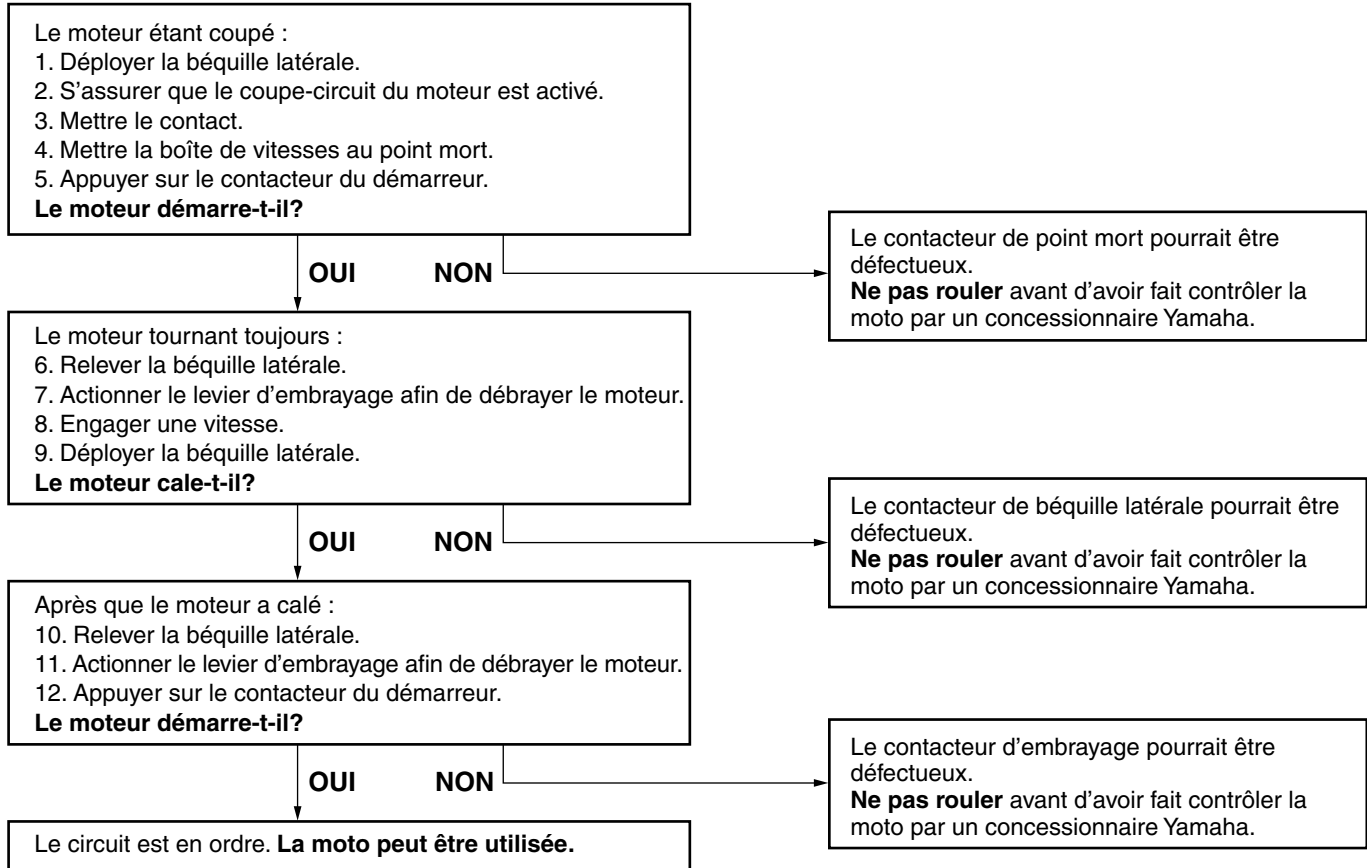 Le moteur étant coupé :
1. Déployer la béquille latérale.
2. S'assurer que le coupe-circuit du moteur est activé.
3. Mettre le contact.
4. Mettre la boîte de vitesses au point mort.
5. Appuyer sur le contacteur du démarreur.
Le moteur démarre-t-il?
OUI NON
Le contacteur de point mort pourrait être
défectueux.
Ne pas rouler avant d'avoir fait contrôler la
moto par un concessionnaire Yamaha.
Le moteur tournant toujours :
6. Relever la béquille latérale.
7. Actionner le levier d'embrayage afin de débrayer le moteur.
8. Engager une vitesse.
9. Déployer la béquille latérale.
Le moteur cale-t-il?
OUI NON
Le contacteur de béquille latérale pourrait être
défectueux.
Ne pas rouler avant d'avoir fait contrôler la
moto par un concessionnaire Yamaha.
Après que le moteur a calé :
10. Relever la béquille latérale.
11. Actionner le levier d'embrayage afin de débrayer le moteur.
12. Appuyer sur le contacteur du démarreur.
Le moteur démarre-t-il?
OUI NON
Le contacteur d'embrayage pourrait être
défectueux.
Ne pas rouler avant d'avoir fait contrôler la
moto par un concessionnaire Yamaha.
Le circuit est en ordre. La moto peut être utilisée.